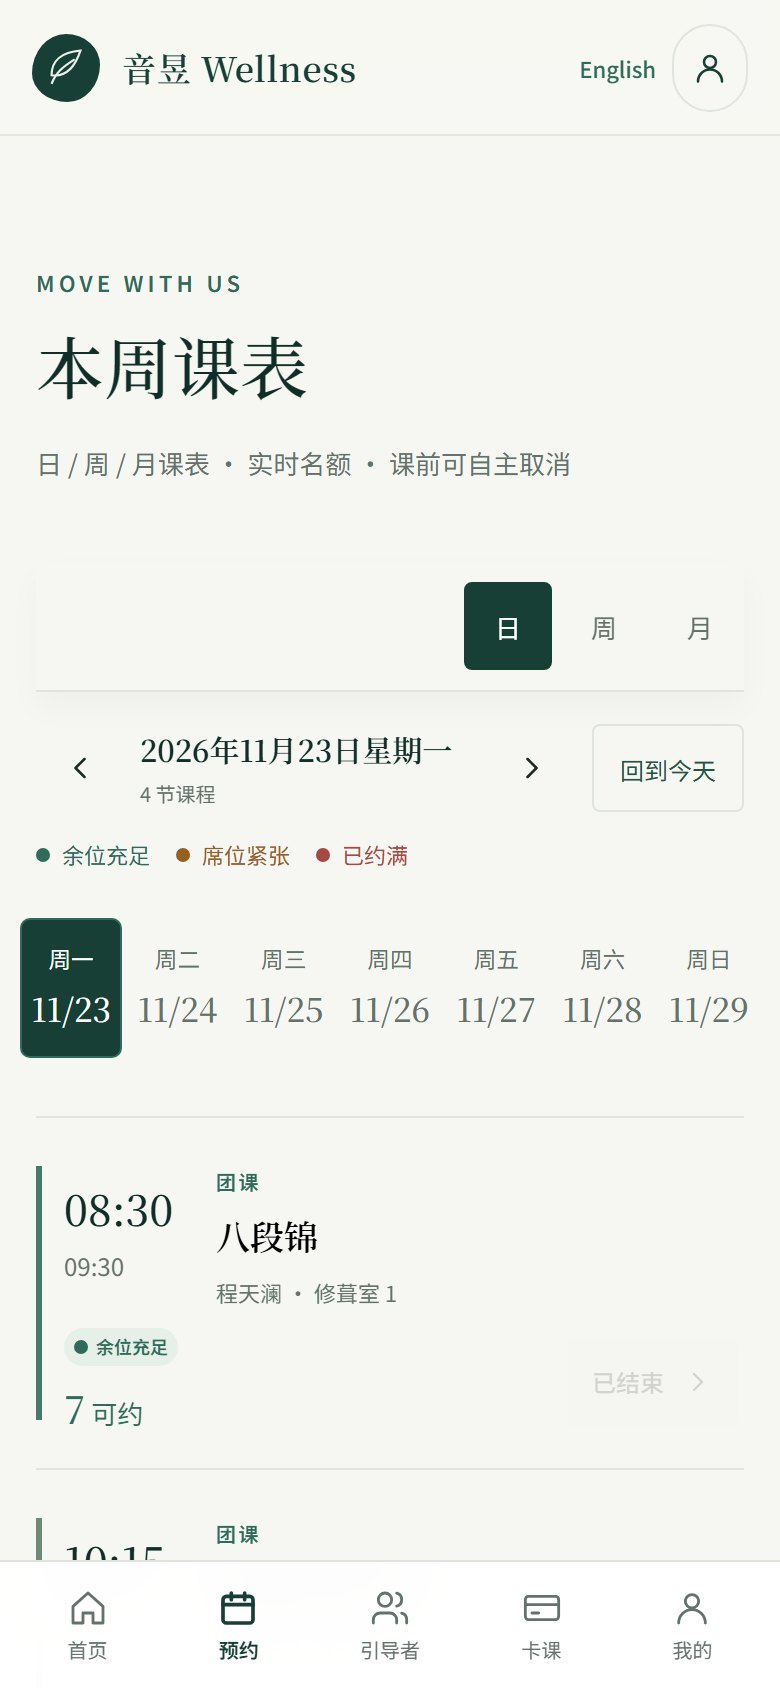 音昱 Wellness
English
MOVE WITH US
本周课表
日 / 周 / 月课表 • 实时名额 • 课前可自主取消
日 周 月
2026年11月23日星期一
4 节课程
回到今天
余位充足 席位紧张 已约满
周一 周二 周三 周四 周五 周六 周日
11/23 11/24 11/25 11/26 11/27 11/28 11/29
团课
08:30
八段锦
09:30
程天澜 • 修葺室 1
余位充足
已结束
7 可约
团课
10:15
首页 预约 引导者 卡课 我的